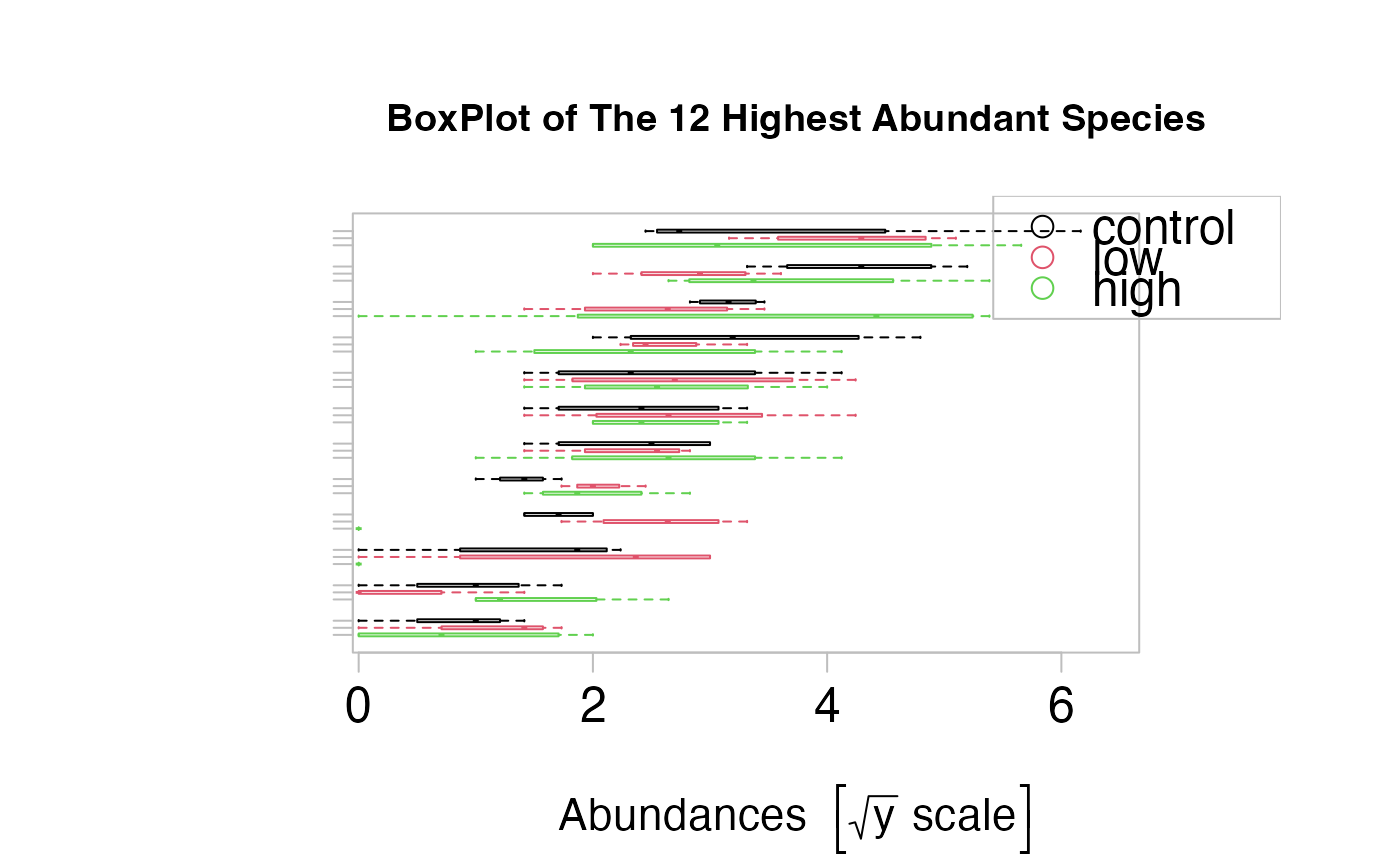 BoxPlot of The 12 Highest Abundant Species
control
low
high
0 2 4 6
Abundances [√y scale]